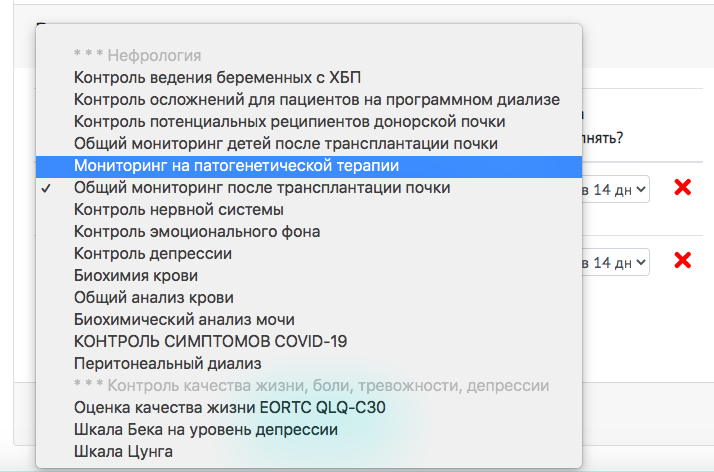 * * * Нефрология
Контроль ведения беременных с ХБП
Контроль осложнений для пациентов на программном диализе
Контроль потенциальных реципиентов донорской почки
Общий мониторинг детей после трансплантации почки
лнять?
Мониторинг на патогенетической терапии
✓ Общий мониторинг после трансплантации почки
в 14 дн
Контроль нервной системы
Контроль эмоционального фона
Контроль депрессии
в 14 дн
Биохимия крови
Общий анализ крови
Биохимический анализ мочи
КОНТРОЛЬ СИМПТОМОВ COVID-19
Перитонеальный диализ
* * * Контроль качества жизни, боли, тревожности, депрессии
Оценка качества жизни EORTC QLQ-C30
Шкала Бека на уровень депрессии
Шкала Цунга